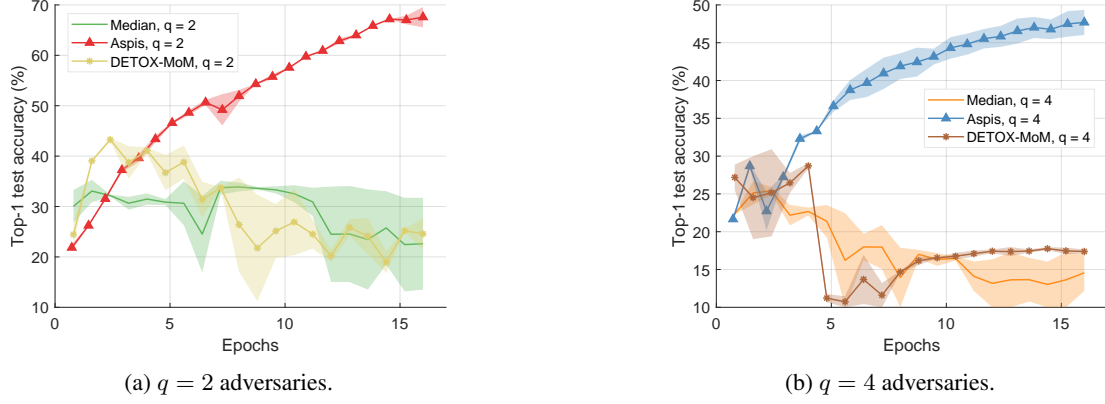 Top-1 test accuracy (%)
70
60
50
40
30
20
10
Median, q = 2
Aspis, q = 2
DETOX-MoM, q = 2
0 5 10 15
Epochs
(a) q = 2 adversaries.
Top-1 test accuracy (%)
50
45
40
35
30
25
20
15
10
Median, q = 4
Aspis, q = 4
DETOX-MoM, q = 4
0 5 10 15
Epochs
(b) q = 4 adversaries.